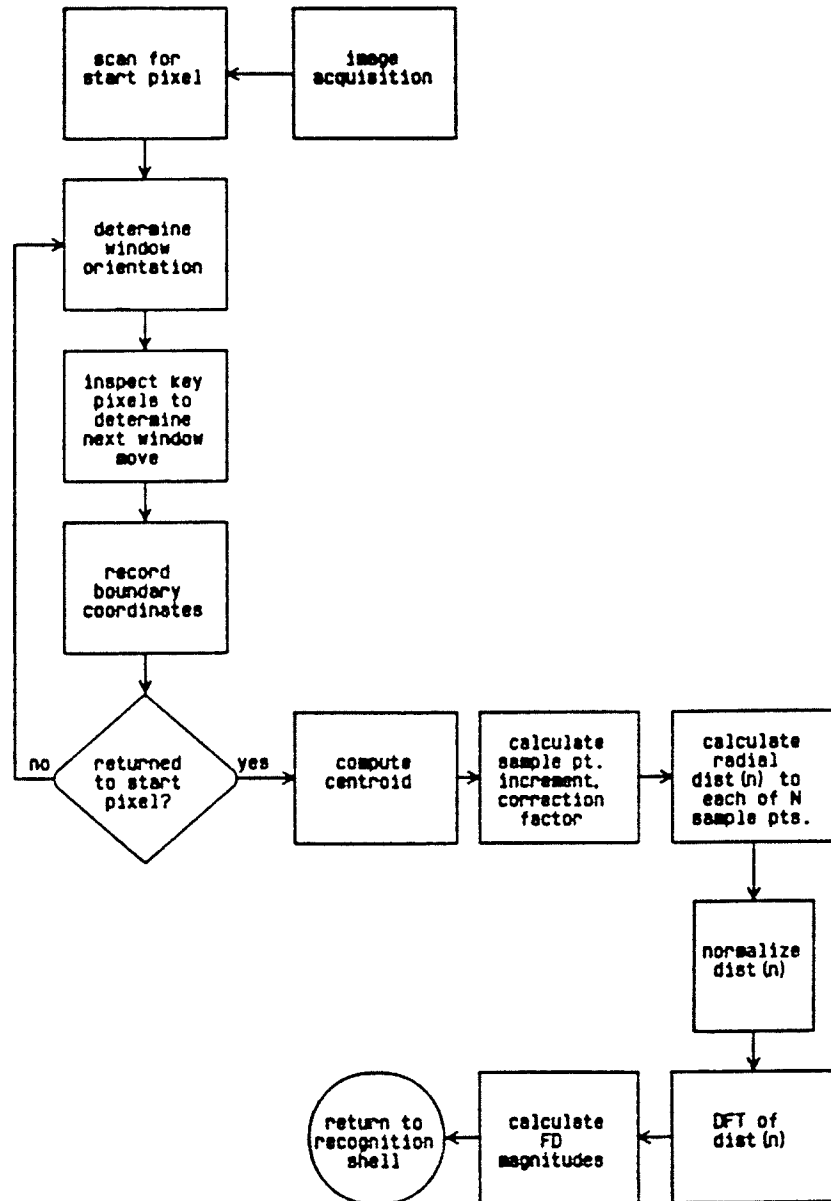 scan for
start pixel
image
acquisition
determine
window
orientation
inspect key
pixels to
determine
next window
move
record
boundary
coordinates
no
returned
to start
pixel?
yes
compute
centroid
calculate
sample pt.
increment,
correction
factor
calculate
radial
dist(n) to
each of N
sample pts.
normalize
dist(n)
return to
recognition
shell
calculate
FD
magnitudes
DFT of
dist(n)